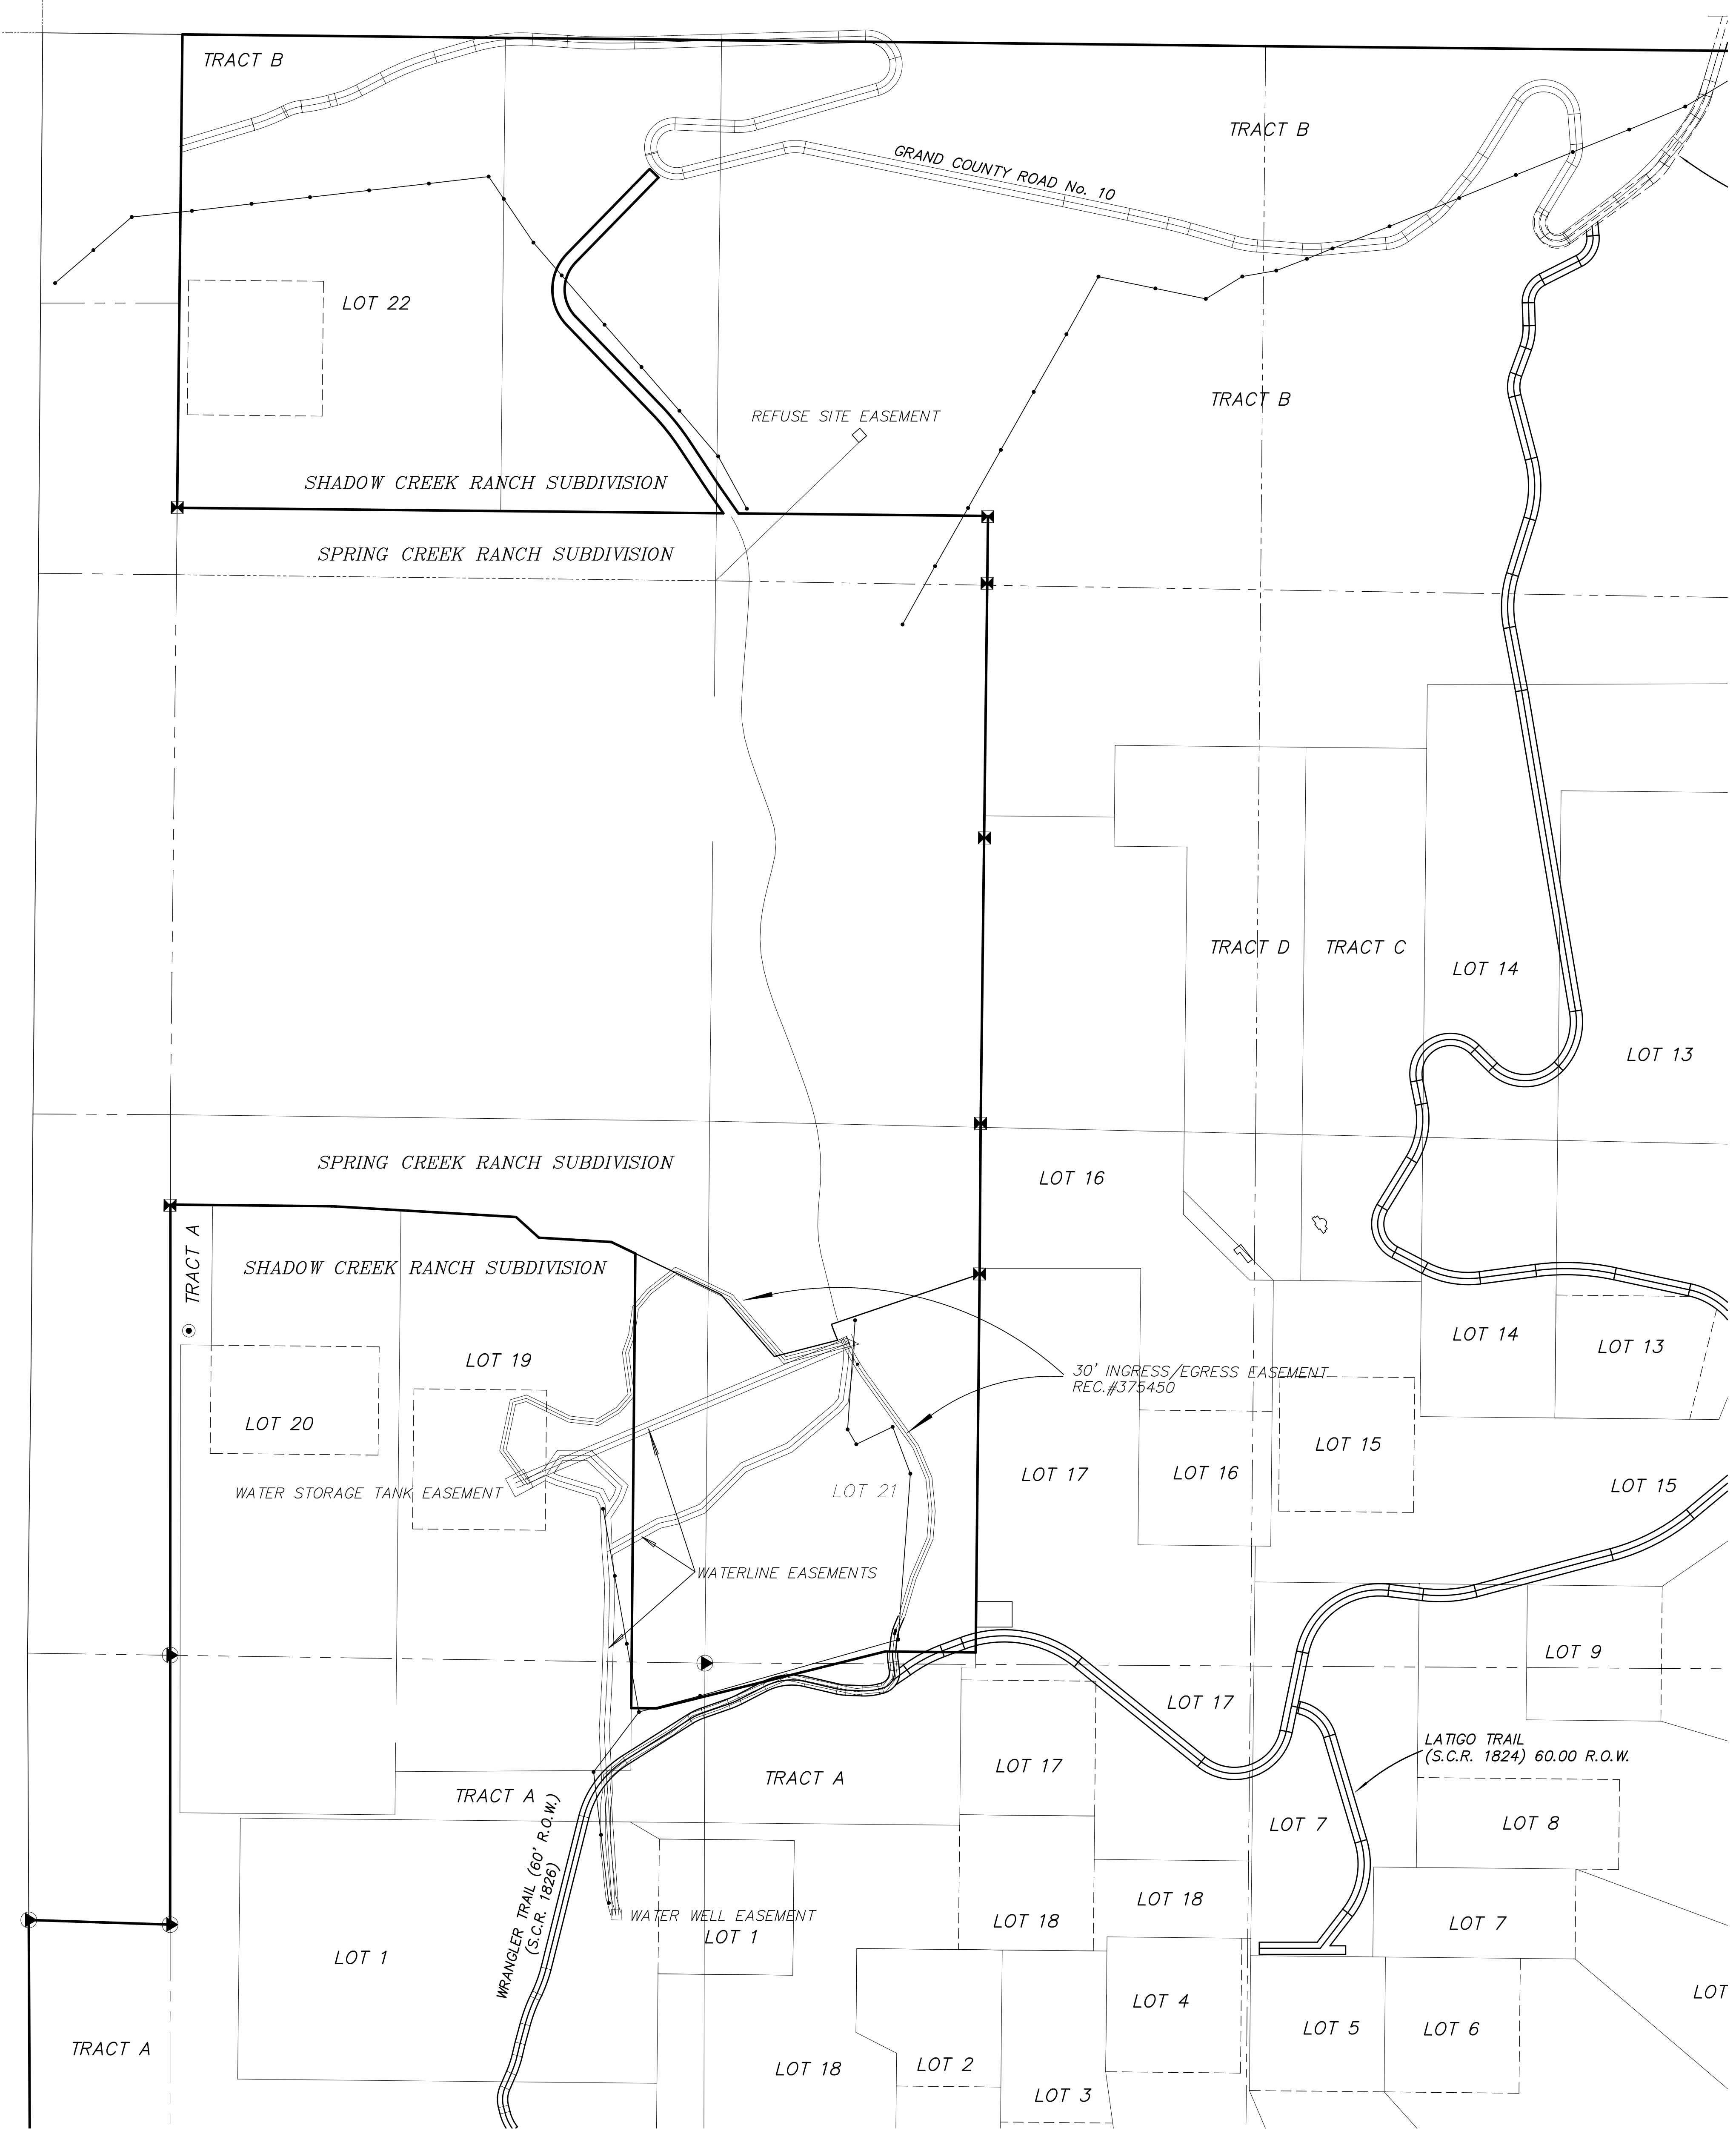 TRACT B
TRACT B
GRAND COUNTY ROAD No. 10
LOT 22
TRACT B
REFUSE SITE EASEMENT
SHADOW CREEK RANCH SUBDIVISION
SPRING CREEK RANCH SUBDIVISION
TRACT D
TRACT C
LOT 14
LOT 13
SPRING CREEK RANCH SUBDIVISION
LOT 16
TRACT A
SHADOW CREEK RANCH SUBDIVISION
LOT 14
LOT 13
LOT 19
30' INGRESS/EGRESS EASEMENT
REC.#375450
LOT 20
LOT 15
LOT 17
LOT 16
LOT 15
WATER STORAGE TANK EASEMENT
LOT 21
WATERLINE EASEMENTS
LOT 9
LOT 17
LATIGO TRAIL
(S.C.R. 1824) 60.00 R.O.W.
LOT 17
TRACT A
TRACT A
LOT 7
LOT 8
WRANGLER TRAIL (60' R.O.W.)
(S.C.R. 1826)
LOT 18
WATER WELL EASEMENT
LOT 18
LOT 7
LOT 1
LOT 1
LOT
LOT 4
LOT 5
LOT 6
TRACT A
LOT 18
LOT 2
LOT 3